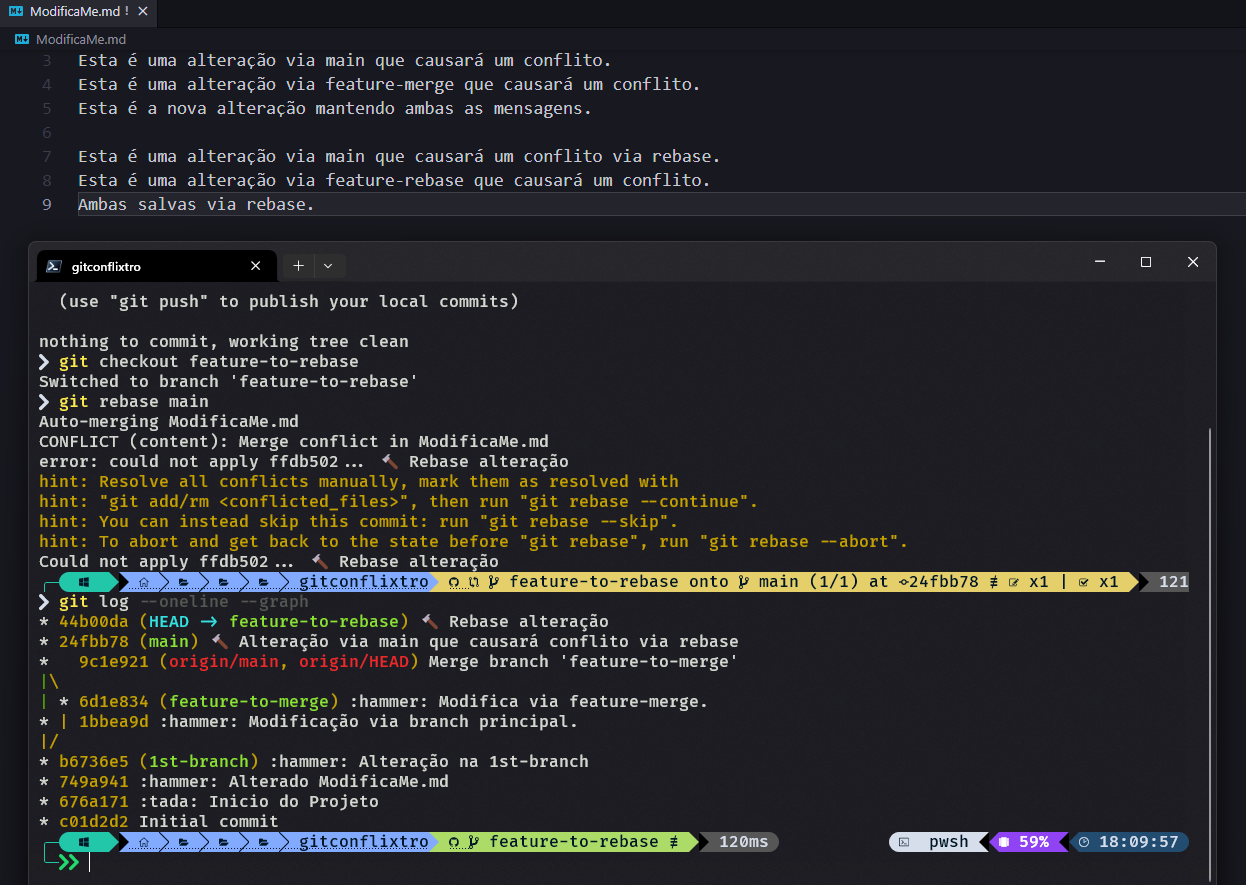 ModificaMe.md !
ModificaMe.md
3 Esta é uma alteração via main que causará um conflito.
4 Esta é uma alteração via feature-merge que causará um conflito.
5 Esta é a nova alteração mantendo ambas as mensagens.
6
7 Esta é uma alteração via main que causará um conflito via rebase.
8 Esta é uma alteração via feature-rebase que causará um conflito.
9 Ambas salvas via rebase.
gitconflixtro
(use "git push" to publish your local commits)
nothing to commit, working tree clean
❯ git checkout feature-to-rebase
Switched to branch 'feature-to-rebase'
❯ git rebase main
Auto-merging ModificaMe.md
CONFLICT (content): Merge conflict in ModificaMe.md
error: could not apply ffdb502... 🔨 Rebase alteração
hint: Resolve all conflicts manually, mark them as resolved with
hint: "git add/rm <conflicted_files>", then run "git rebase --continue".
hint: You can instead skip this commit: run "git rebase --skip".
hint: To abort and get back to the state before "git rebase", run "git rebase --abort".
Could not apply ffdb502... 🔨 Rebase alteração
gitconflixtro feature-to-rebase onto main (1/1) at 24fbb78 ≢ x1 | x1 121
❯ git log --oneline --graph
* 44b00da (HEAD -> feature-to-rebase) 🔨 Rebase alteração
* 24fbb78 (main) 🔨 Alteração via main que causará conflito via rebase
*   9c1e921 (origin/main, origin/HEAD) Merge branch 'feature-to-merge'
|\
| * 6d1e834 (feature-to-merge) :hammer: Modifica via feature-merge.
* | 1bbea9d :hammer: Modificação via branch principal.
|/
* b6736e5 (1st-branch) :hammer: Alteração na 1st-branch
* 749a941 :hammer: Alterado ModificaMe.md
* 676a171 :tada: Inicio do Projeto
* c01d2d2 Initial commit
gitconflixtro feature-to-rebase ≢ 120ms pwsh 59% 18:09:57